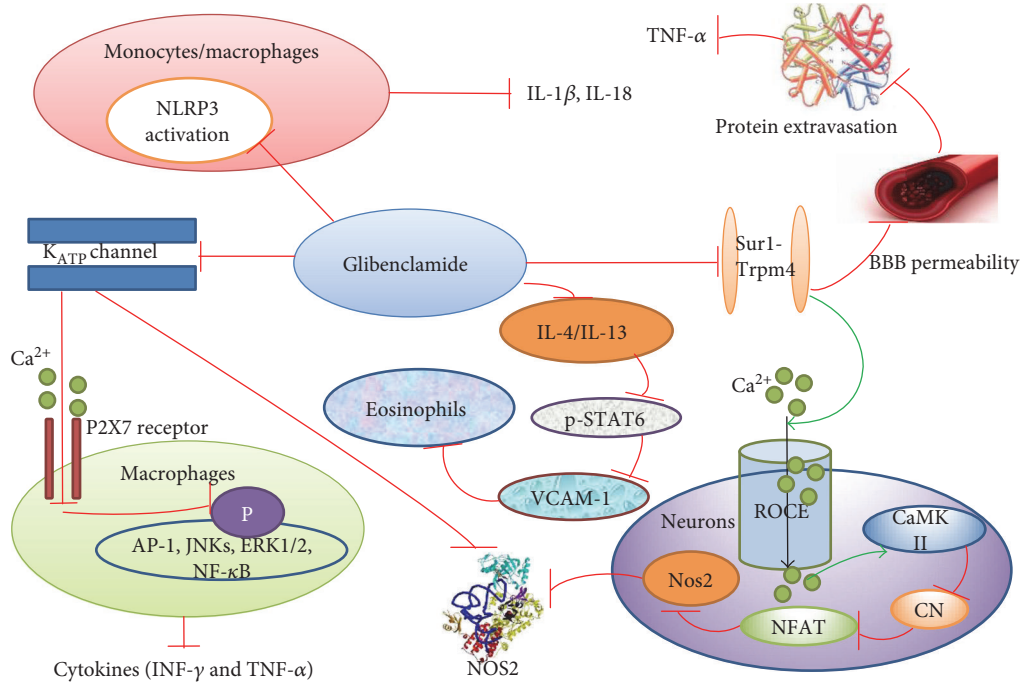 Monocytes/macrophages
NLRP3
activation
IL-1β, IL-18
TNF-α
Protein extravasation
K_ATP channel
Glibenclamide
Sur1-
Trpm4
BBB permeability
IL-4/IL-13
Ca²⁺
P2X7 receptor
Eosinophils
p-STAT6
Ca²⁺
Macrophages
P
AP-1, JNKs, ERK1/2,
NF-κB
VCAM-1
Neurons
ROCE
CaMK
II
Nos2
CN
NFAT
NOS2
Cytokines (INF-γ and TNF-α)